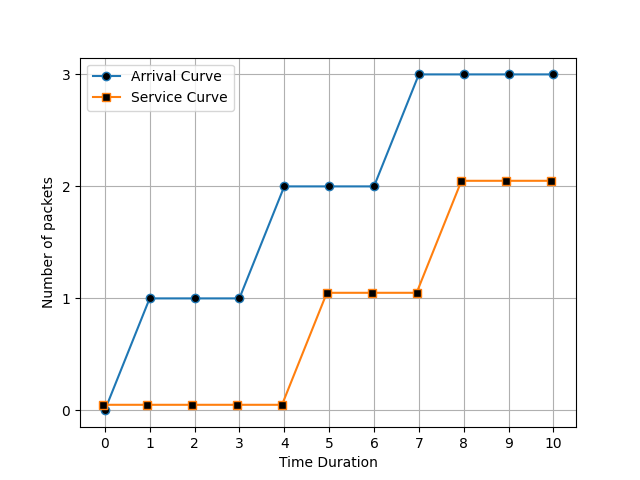 Arrival Curve
Service Curve
3
2
1
0
Number of packets
0 1 2 3 4 5 6 7 8 9 10
Time Duration